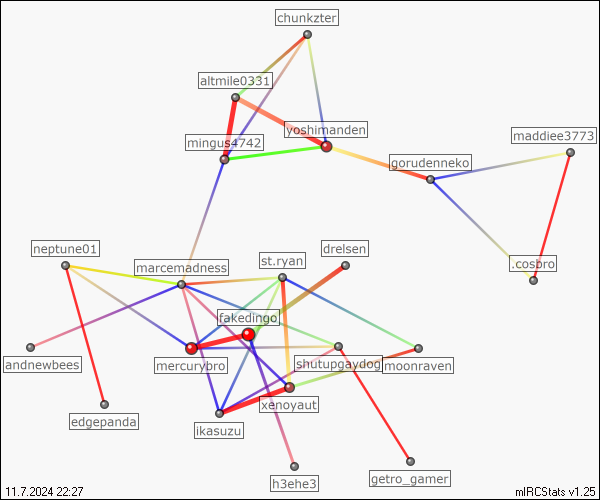 chunkzter
altmile0331
yoshimanden
mingus4742
maddiee3773
gorudenneko
neptune01
drelsen
st.ryan
marcemadness
.cosbro
fakedingo
andnewbees
mercurybro
shutupgaydog
moonraven
xenoyaut
edgepanda
ikasuzu
h3ehe3
getro_gamer
11.7.2024 22:27
mIRCStats v1.25